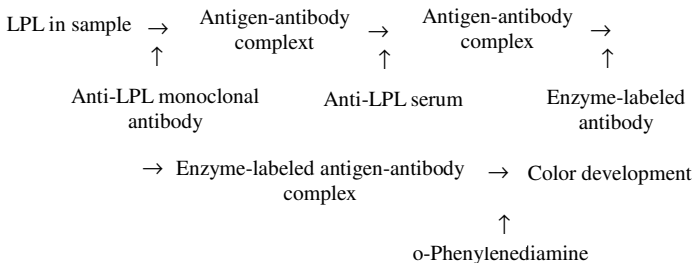 LPL in sample → Antigen-antibody complext → Antigen-antibody complex →
↑ ↑ ↑
Anti-LPL monoclonal antibody Anti-LPL serum Enzyme-labeled antibody
→ Enzyme-labeled antigen-antibody complex → Color development
↑
o-Phenylenediamine